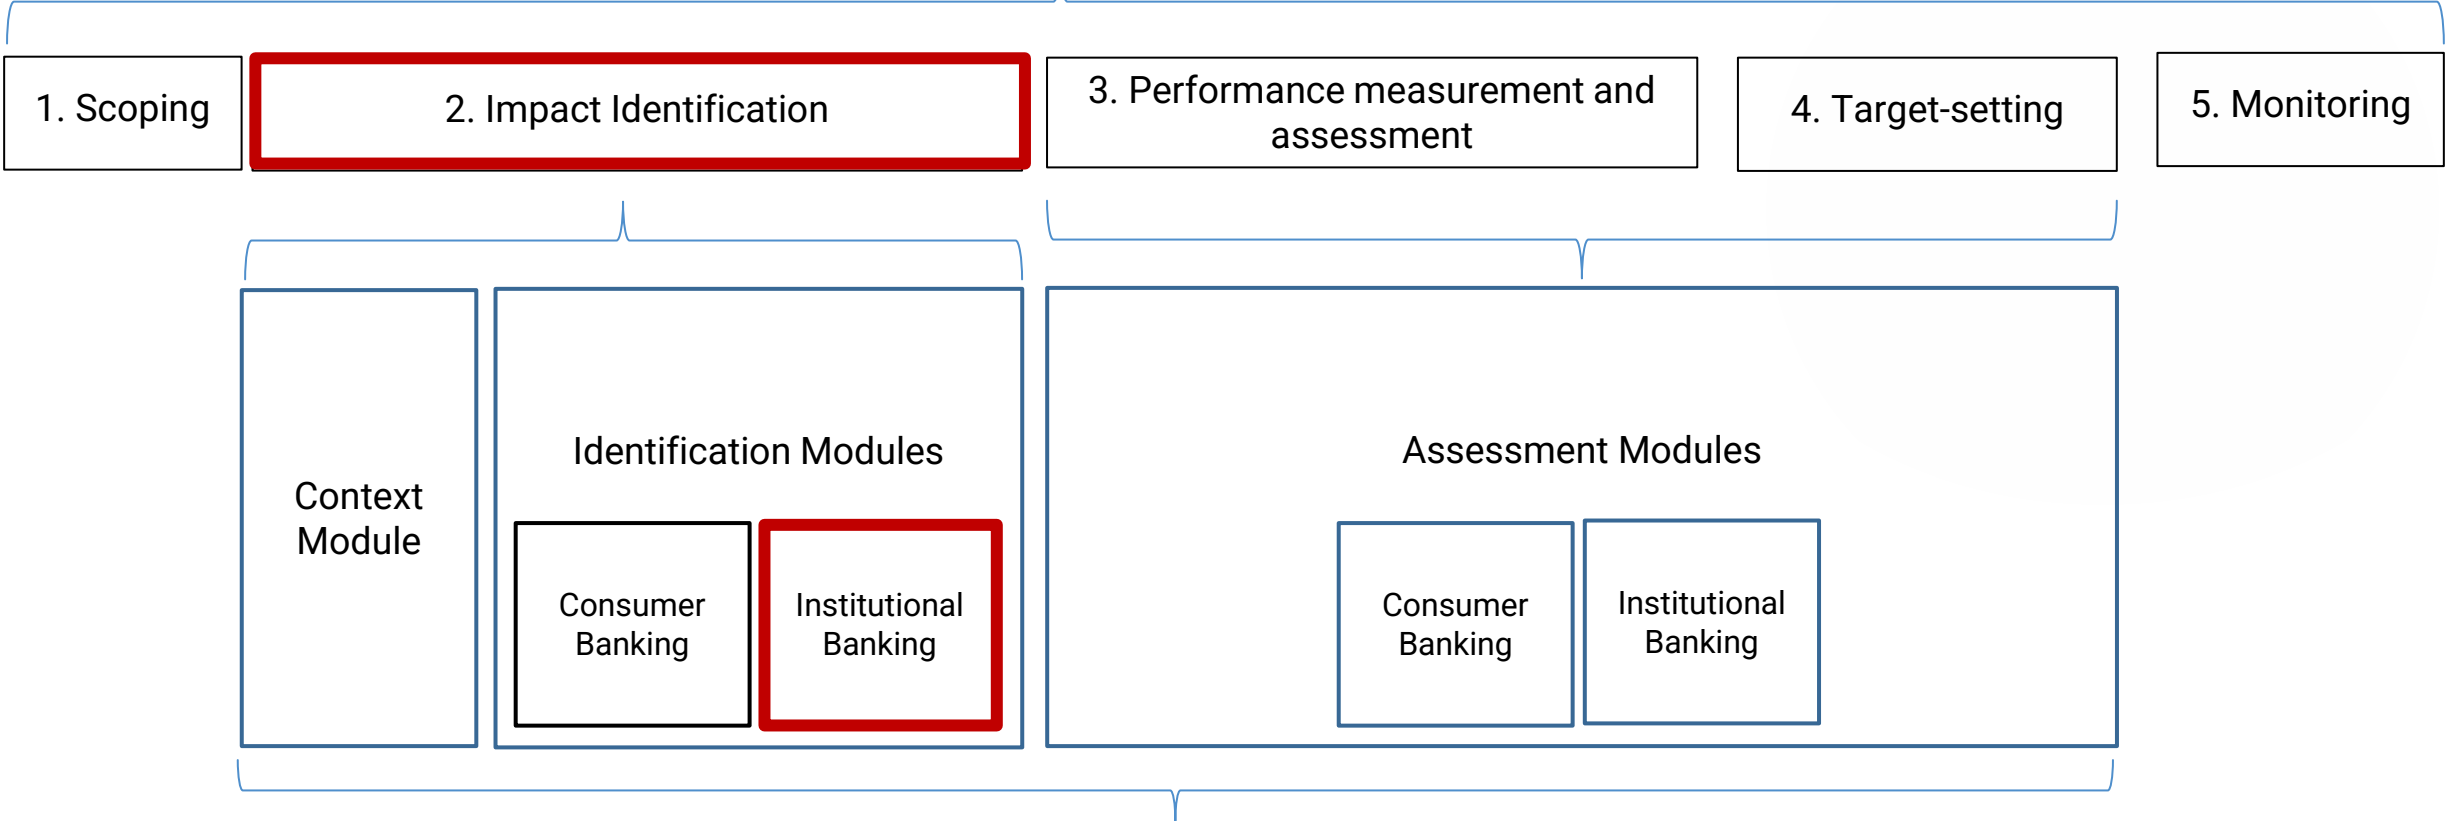 1. Scoping
2. Impact Identification
3. Performance measurement and
assessment
4. Target-setting
5. Monitoring
Context
Module
Identification Modules
Consumer
Banking
Institutional
Banking
Assessment Modules
Consumer
Banking
Institutional
Banking